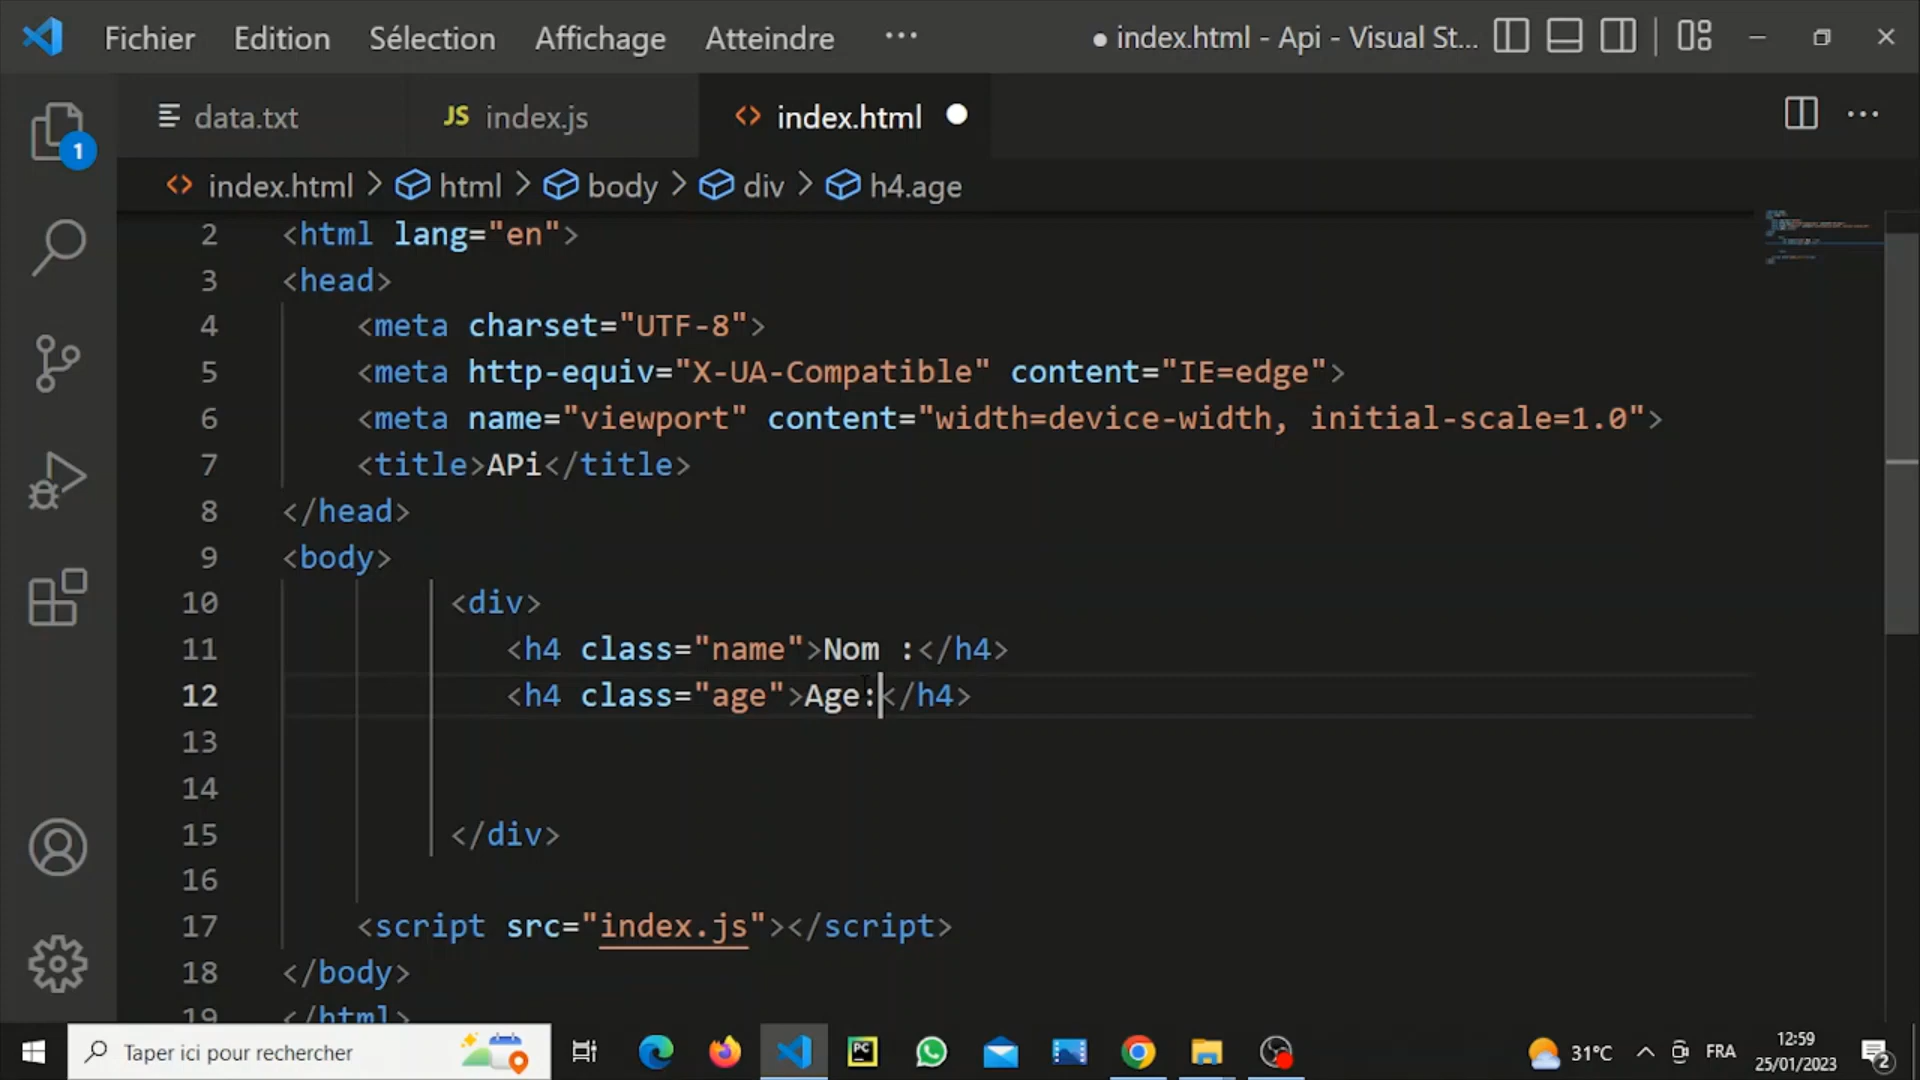 Fichier Edition Sélection Affichage Atteindre ··· ● index.html - Api - Visual St...
data.txt JS index.js <> index.html ●
<> index.html > html > body > div > h4.age
2 <html lang="en">
3 <head>
4 <meta charset="UTF-8">
5 <meta http-equiv="X-UA-Compatible" content="IE=edge">
6 <meta name="viewport" content="width=device-width, initial-scale=1.0">
7 <title>APi</title>
8 </head>
9 <body>
10 <div>
11 <h4 class="name">Nom :</h4>
12 <h4 class="age">Age:</h4>
13
14
15 </div>
16
17 <script src="index.js"></script>
18 </body>
19 </html>
1
Taper ici pour rechercher
PC
31°C
FRA
12:59
25/01/2023
2